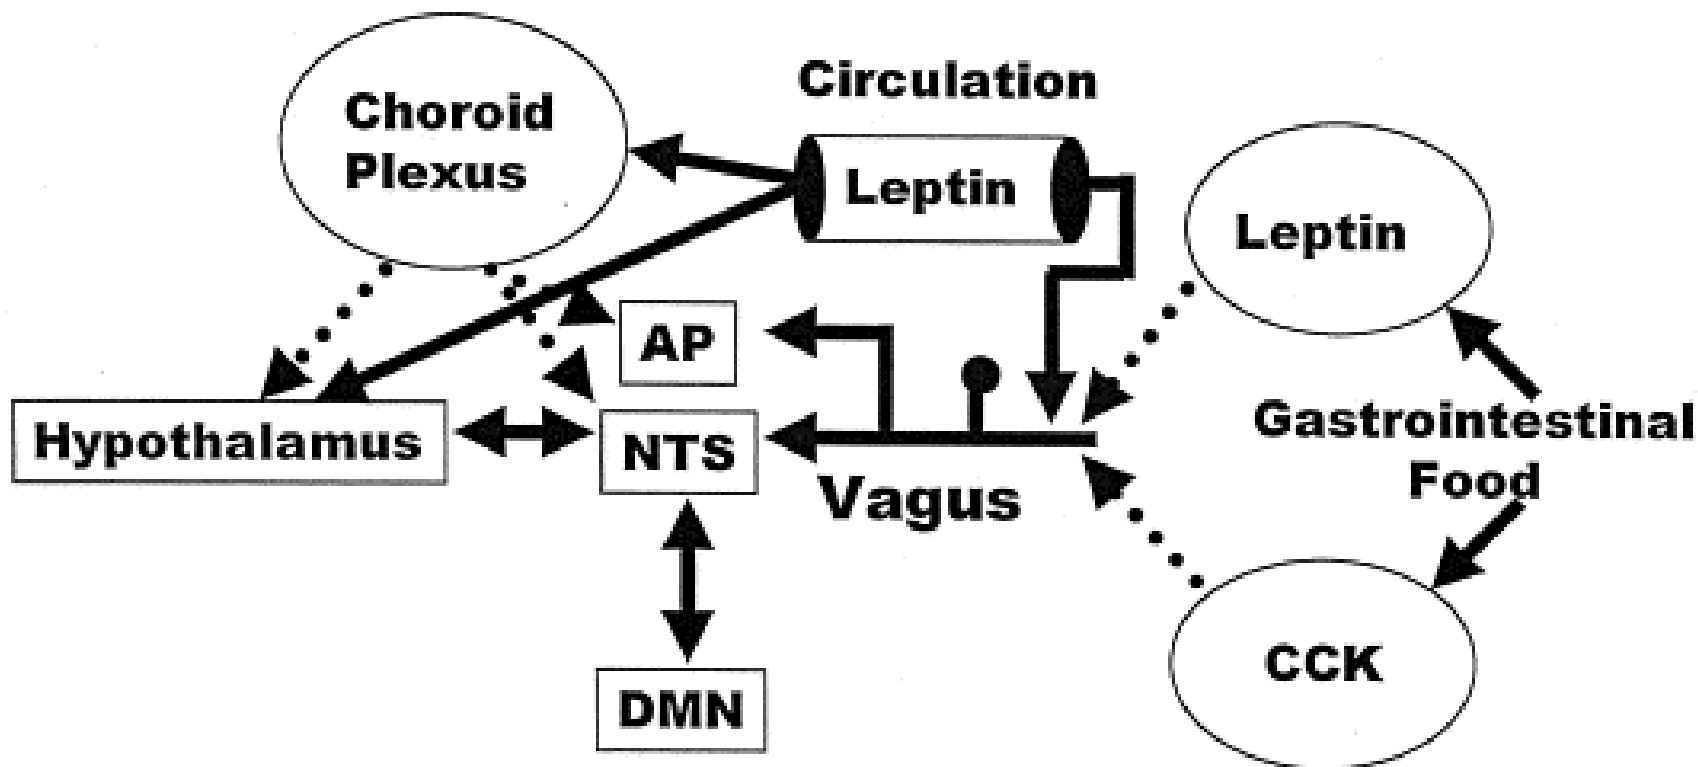 Circulation
Choroid
Plexus
Leptin
Leptin
AP
Hypothalamus
NTS
Vagus
Gastrointestinal
Food
CCK
DMN